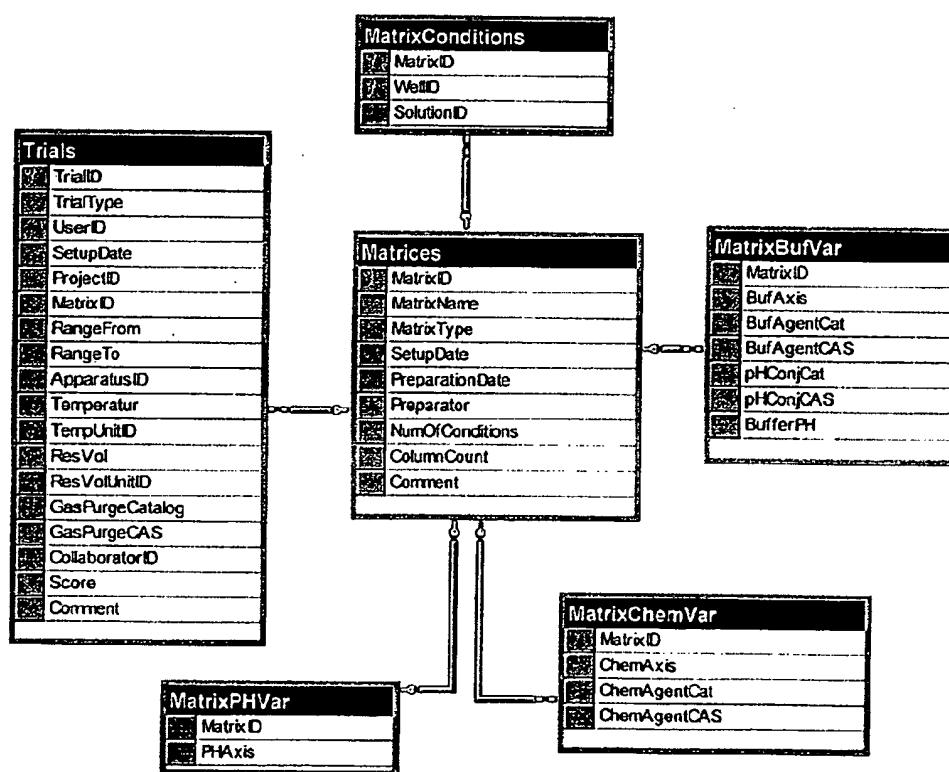 MatrixConditions
MatrixID
WellID
SolutionID
Trials
TrialID
TrialType
UserID
SetupDate
ProjectID
MatrixID
RangeFrom
RangeTo
ApparatusID
Temperatur
TempUnitID
ResVol
ResVolUnitID
GasPurgeCatalog
GasPurgeCAS
CollaboratorID
Score
Comment
Matrices
MatrixID
MatrixName
MatrixType
SetupDate
PreparationDate
Preparator
NumOfConditions
ColumnCount
Comment
MatrixBufVar
MatrixID
BufAxis
BufAgentCat
BufAgentCAS
pHConjCat
pHConjCAS
BufferPH
MatrixChemVar
MatrixID
ChemAxis
ChemAgentCat
ChemAgentCAS
MatrixPHVar
MatrixID
PHAxis